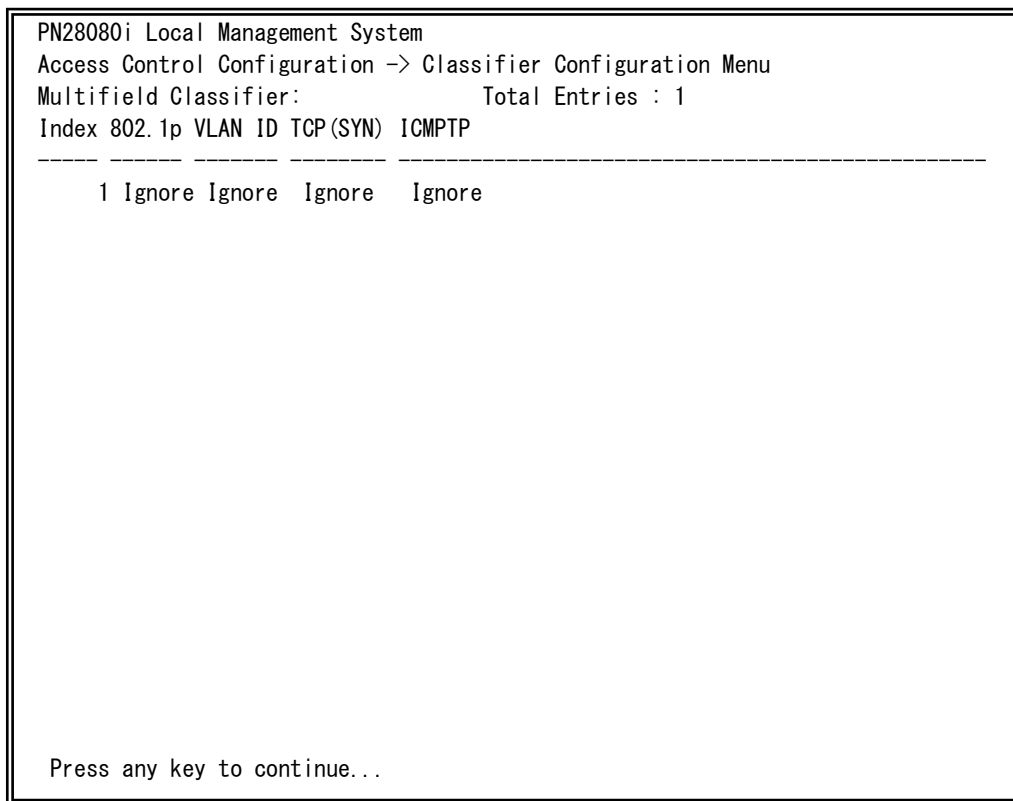 PN28080i Local Management System
Access Control Configuration -> Classifier Configuration Menu
Multifield Classifier:                Total Entries : 1
Index 802.1p VLAN ID TCP(SYN) ICMPTP
----- ------ ------- -------- -------------------------------------------------
1 Ignore Ignore  Ignore   Ignore
Press any key to continue...